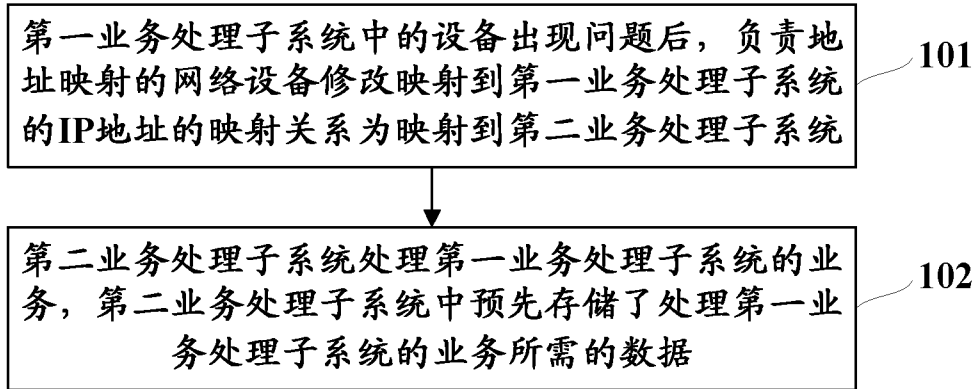 第一业务处理子系统中的设备出现问题后，负责地
址映射的网络设备修改映射到第一业务处理子系统
的IP地址的映射关系为映射到第二业务处理子系统
101
第二业务处理子系统处理第一业务处理子系统的业
务，第二业务处理子系统中预先存储了处理第一业
务处理子系统的业务所需的数据
102